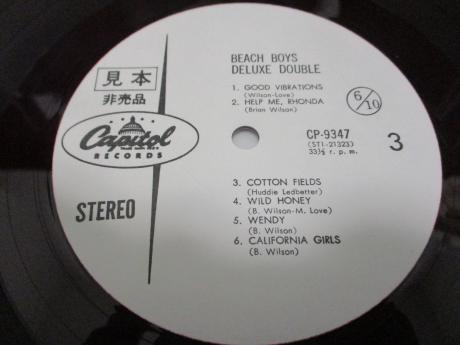 BEACH BOYS
DELUXE DOUBLE
見本
非売品
1. GOOD VIBRATIONS
(Wilson-Love)
2. HELP ME, RHONDA
(Brian Wilson)
6/10
Capitol
RECORDS
CP-9347
(ST1-21323)
33⅓ r. p. m.
3
STEREO
3. COTTON FIELDS
(Huddie Ledbetter)
4. WILD HONEY
(B. Wilson-M. Love)
5. WENDY
(B. Wilson)
6. CALIFORNIA GIRLS
(B. Wilson)